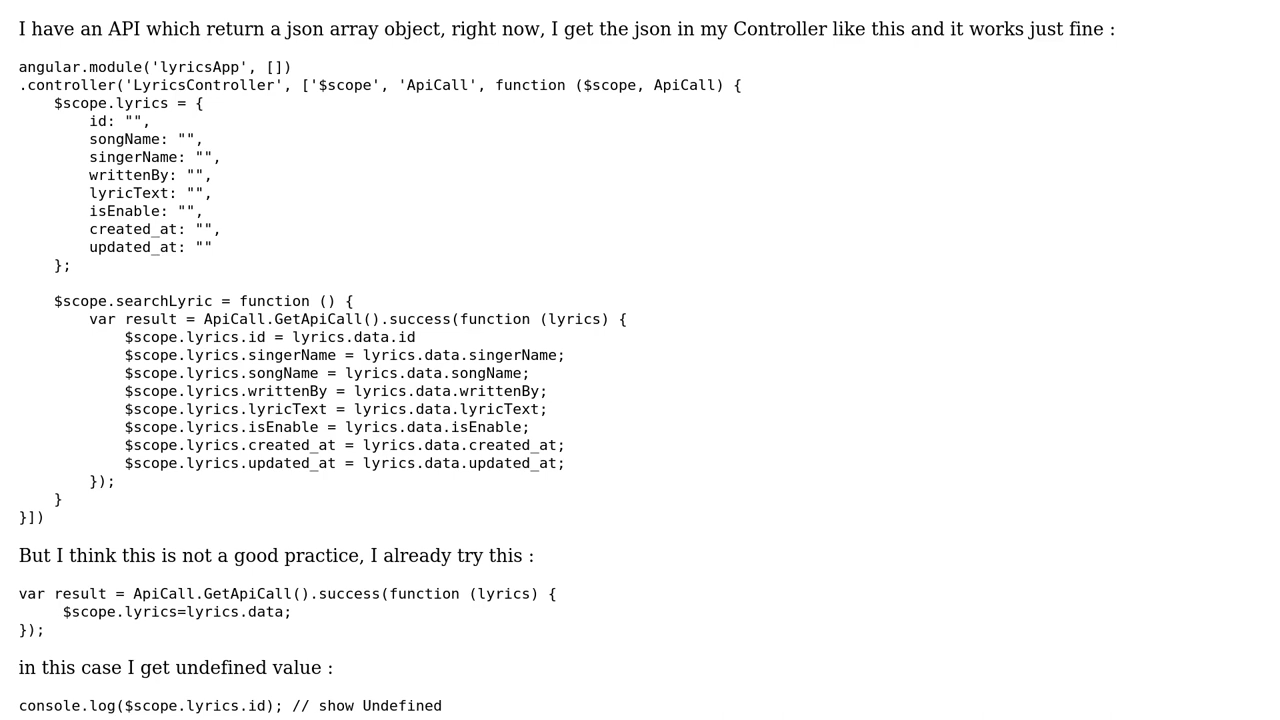 I have an API which return a json array object, right now, I get the json in my Controller like this and it works just fine :
angular.module('lyricsApp', [])
.controller('LyricsController', ['$scope', 'ApiCall', function ($scope, ApiCall) {
    $scope.lyrics = {
        id: "",
        songName: "",
        singerName: "",
        writtenBy: "",
        lyricText: "",
        isEnable: "",
        created_at: "",
        updated_at: ""
    };

    $scope.searchLyric = function () {
        var result = ApiCall.GetApiCall().success(function (lyrics) {
            $scope.lyrics.id = lyrics.data.id
            $scope.lyrics.singerName = lyrics.data.singerName;
            $scope.lyrics.songName = lyrics.data.songName;
            $scope.lyrics.writtenBy = lyrics.data.writtenBy;
            $scope.lyrics.lyricText = lyrics.data.lyricText;
            $scope.lyrics.isEnable = lyrics.data.isEnable;
            $scope.lyrics.created_at = lyrics.data.created_at;
            $scope.lyrics.updated_at = lyrics.data.updated_at;
        });
    }
}])
But I think this is not a good practice, I already try this :
var result = ApiCall.GetApiCall().success(function (lyrics) {
     $scope.lyrics=lyrics.data;
});
in this case I get undefined value :
console.log($scope.lyrics.id); // show Undefined